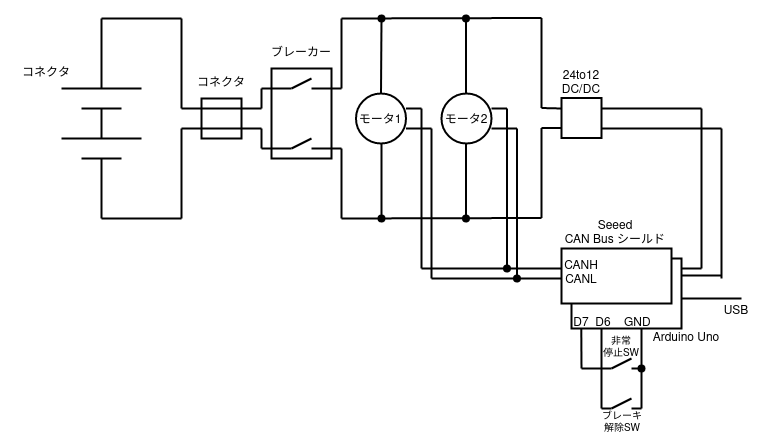 コネクタ
コネクタ
ブレーカー
モータ1
モータ2
24to12
DC/DC
Seeed
CAN Bus シールド
CANH
CANL
USB
D7 D6 GND
Arduino Uno
非常
停止SW
ブレーキ
解除SW